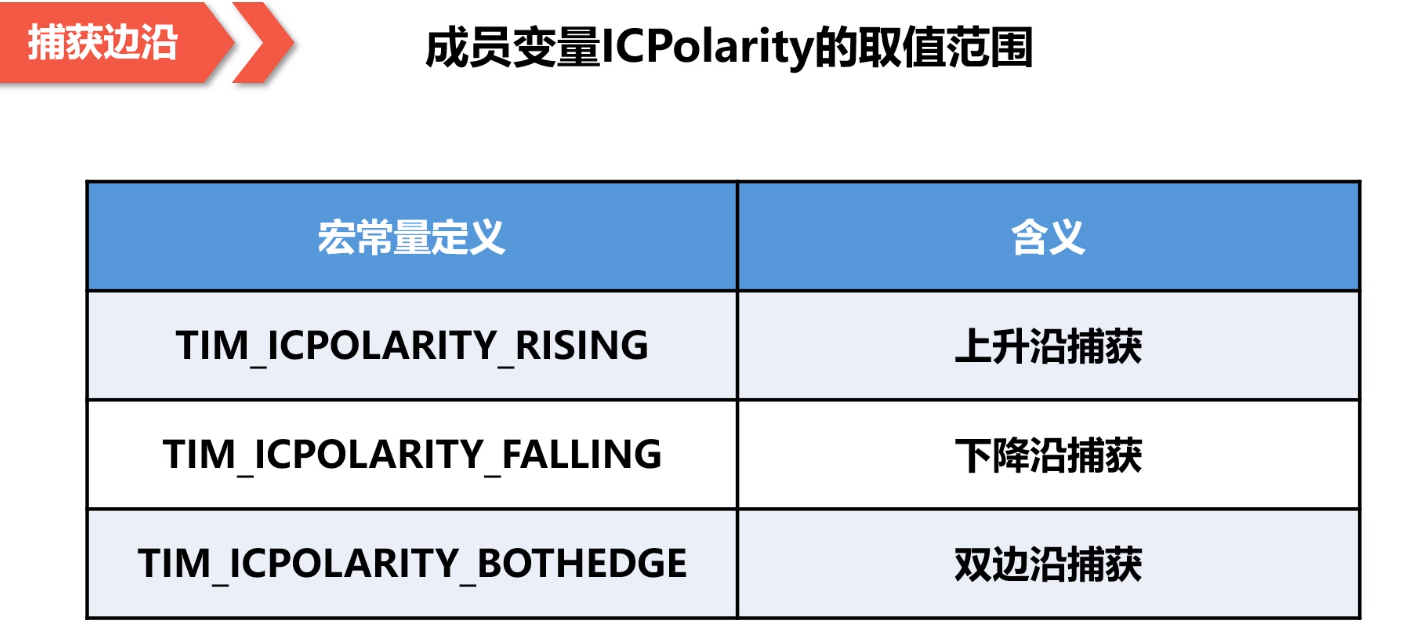 捕获边沿
成员变量ICPolarity的取值范围
宏常量定义 含义
TIM_ICPOLARITY_RISING 上升沿捕获
TIM_ICPOLARITY_FALLING 下降沿捕获
TIM_ICPOLARITY_BOTHEDGE 双边沿捕获